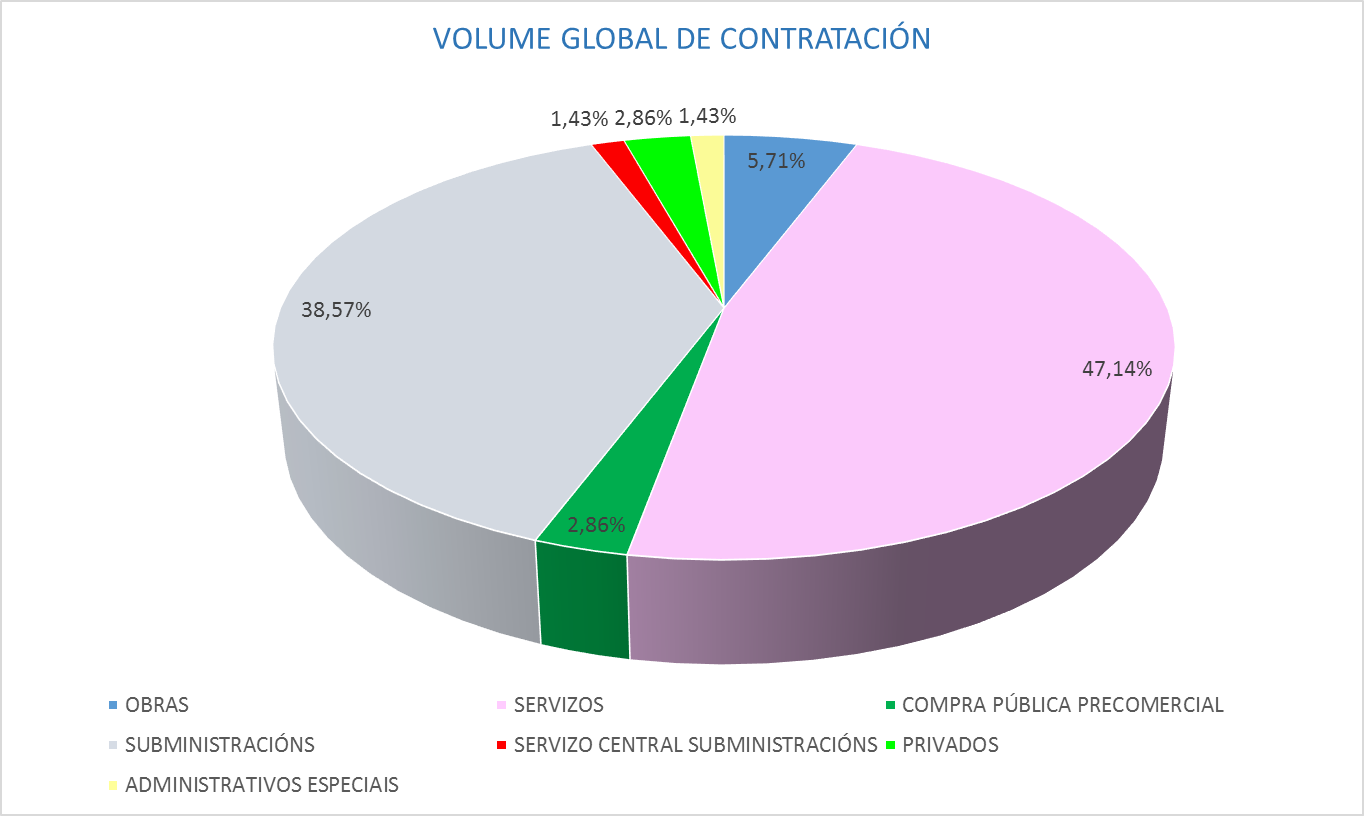 VOLUME GLOBAL DE CONTRATACIÓN
1,43% 2,86% 1,43%
5,71%
38,57%
47,14%
2,86%
OBRAS SERVIZOS COMPRA PÚBLICA PRECOMERCIAL
SUBMINISTRACIÓNS SERVIZO CENTRAL SUBMINISTRACIÓNS PRIVADOS
ADMINISTRATIVOS ESPECIAIS